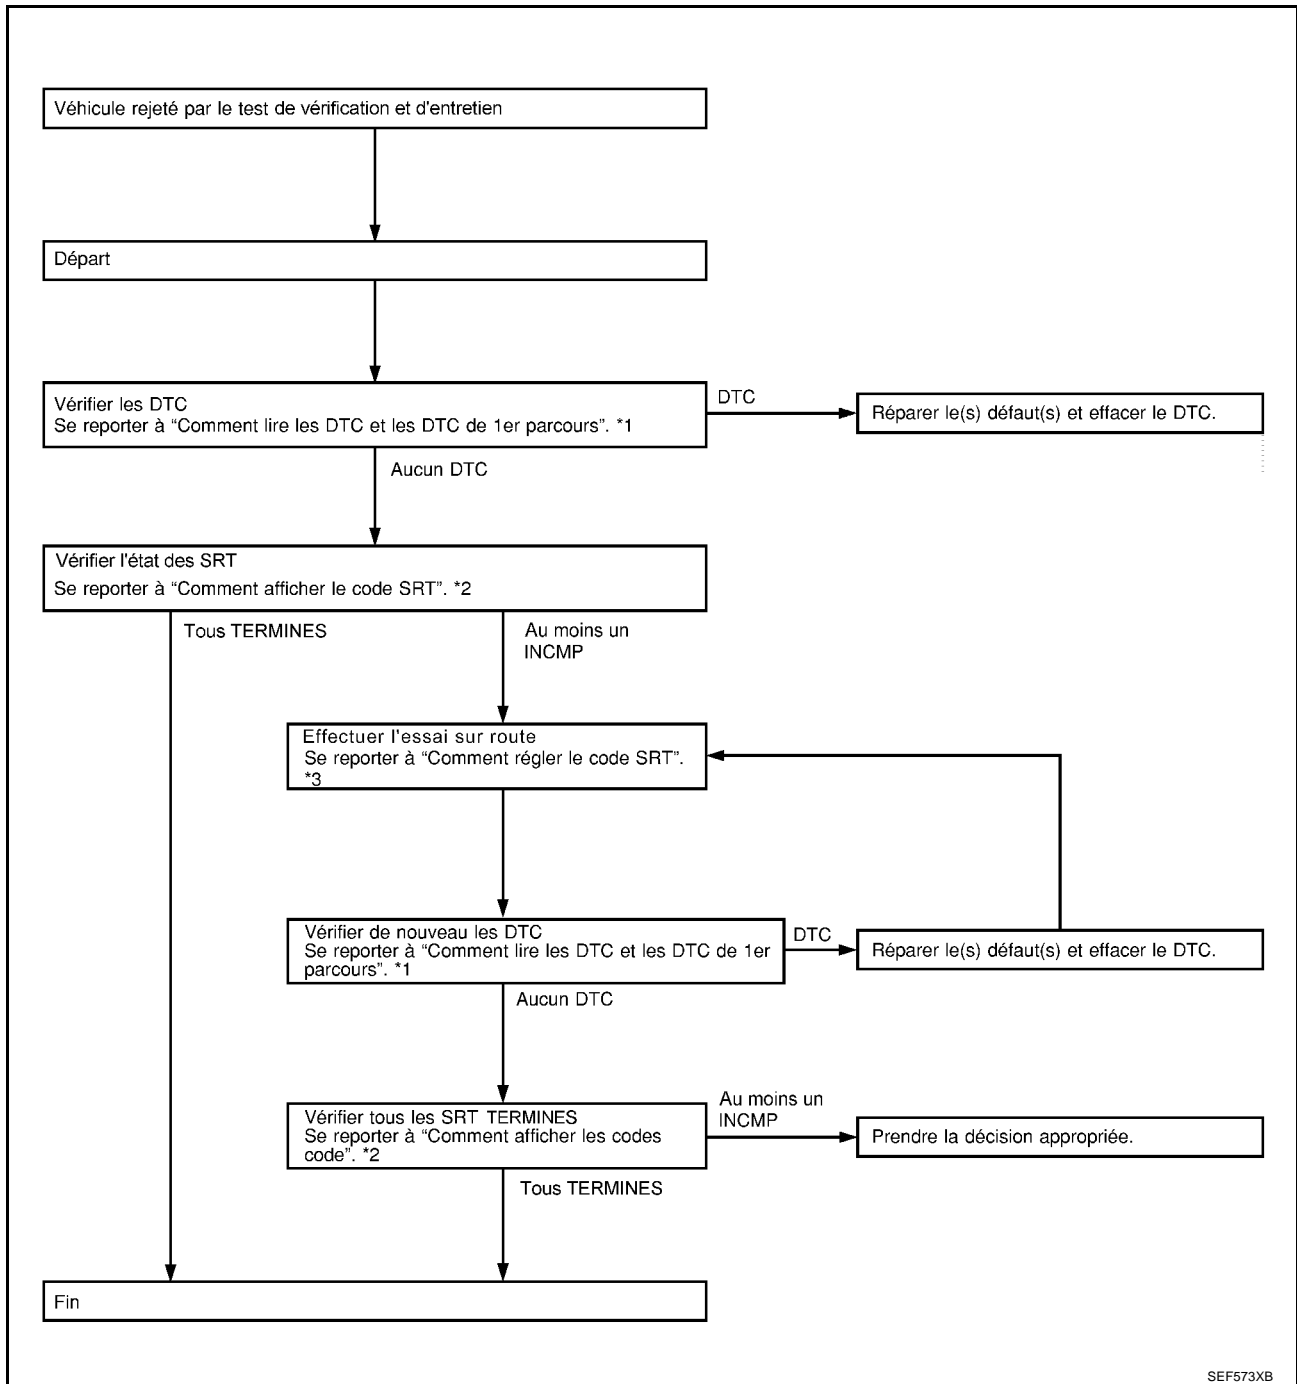 Véhicule rejeté par le test de vérification et d'entretien
Départ
Vérifier les DTC
Se reporter à “Comment lire les DTC et les DTC de 1er parcours”. *1
DTC
Réparer le(s) défaut(s) et effacer le DTC.
Aucun DTC
Vérifier l'état des SRT
Se reporter à “Comment afficher le code SRT”. *2
Tous TERMINES
Au moins un
INCMP
Effectuer l'essai sur route
Se reporter à “Comment régler le code SRT”.
*3
Vérifier de nouveau les DTC
Se reporter à “Comment lire les DTC et les DTC de 1er
parcours”. *1
DTC
Réparer le(s) défaut(s) et effacer le DTC.
Aucun DTC
Vérifier tous les SRT TERMINES
Se reporter à “Comment afficher les codes
code”. *2
Au moins un
INCMP
Prendre la décision appropriée.
Tous TERMINES
Fin
SEF573XB